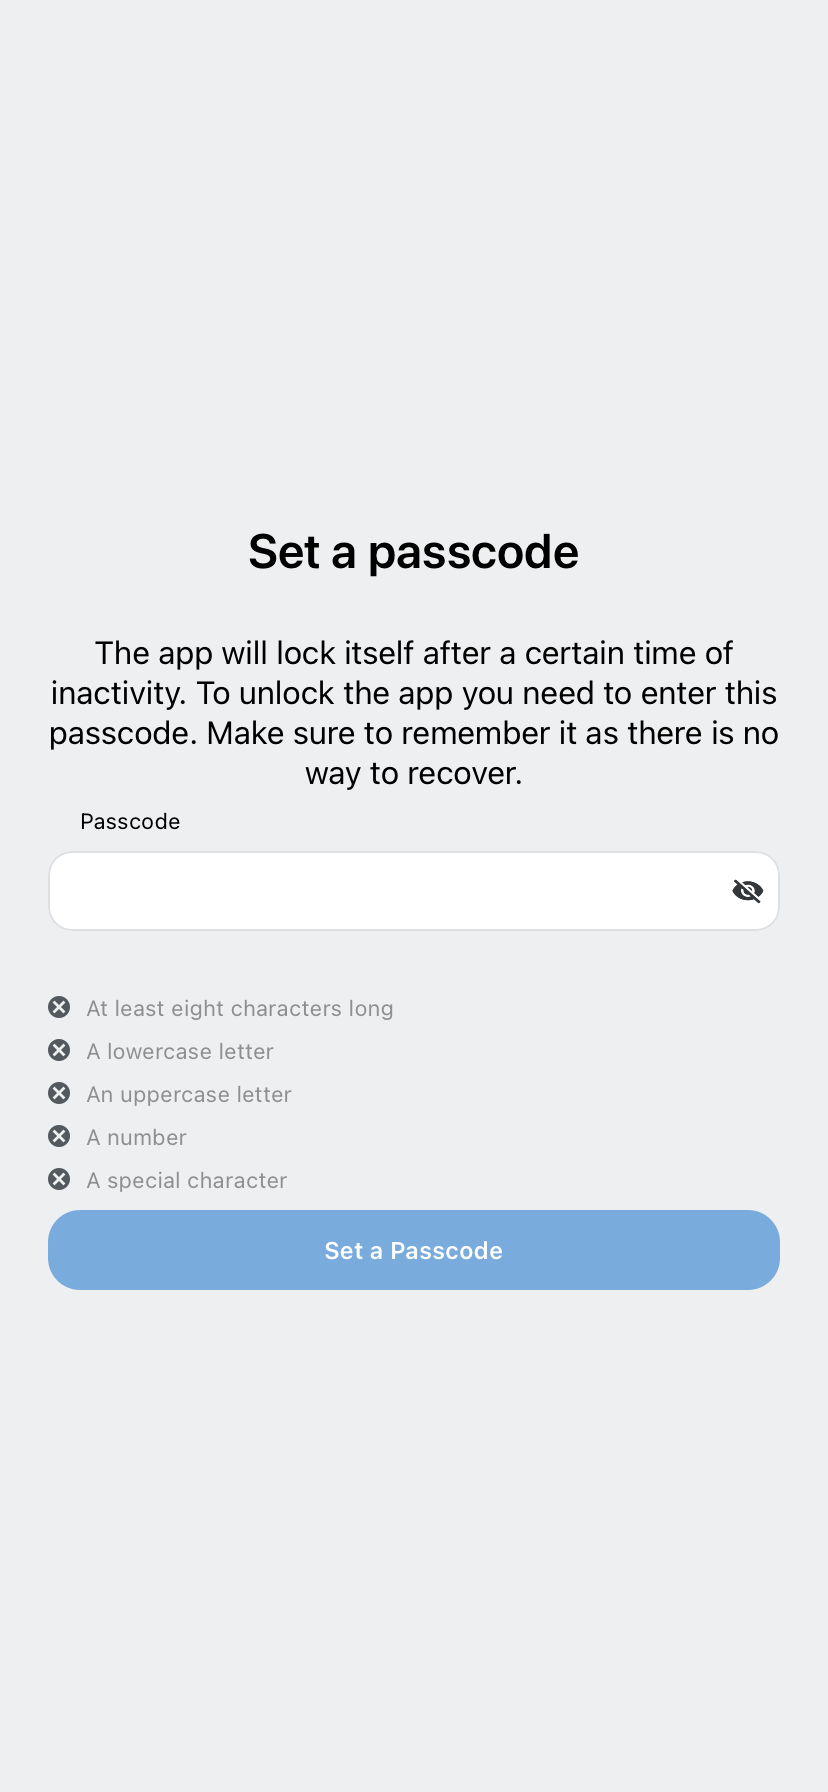 Set a passcode
The app will lock itself after a certain time of
inactivity. To unlock the app you need to enter this
passcode. Make sure to remember it as there is no
way to recover.
Passcode
At least eight characters long
A lowercase letter
An uppercase letter
A number
A special character
Set a Passcode